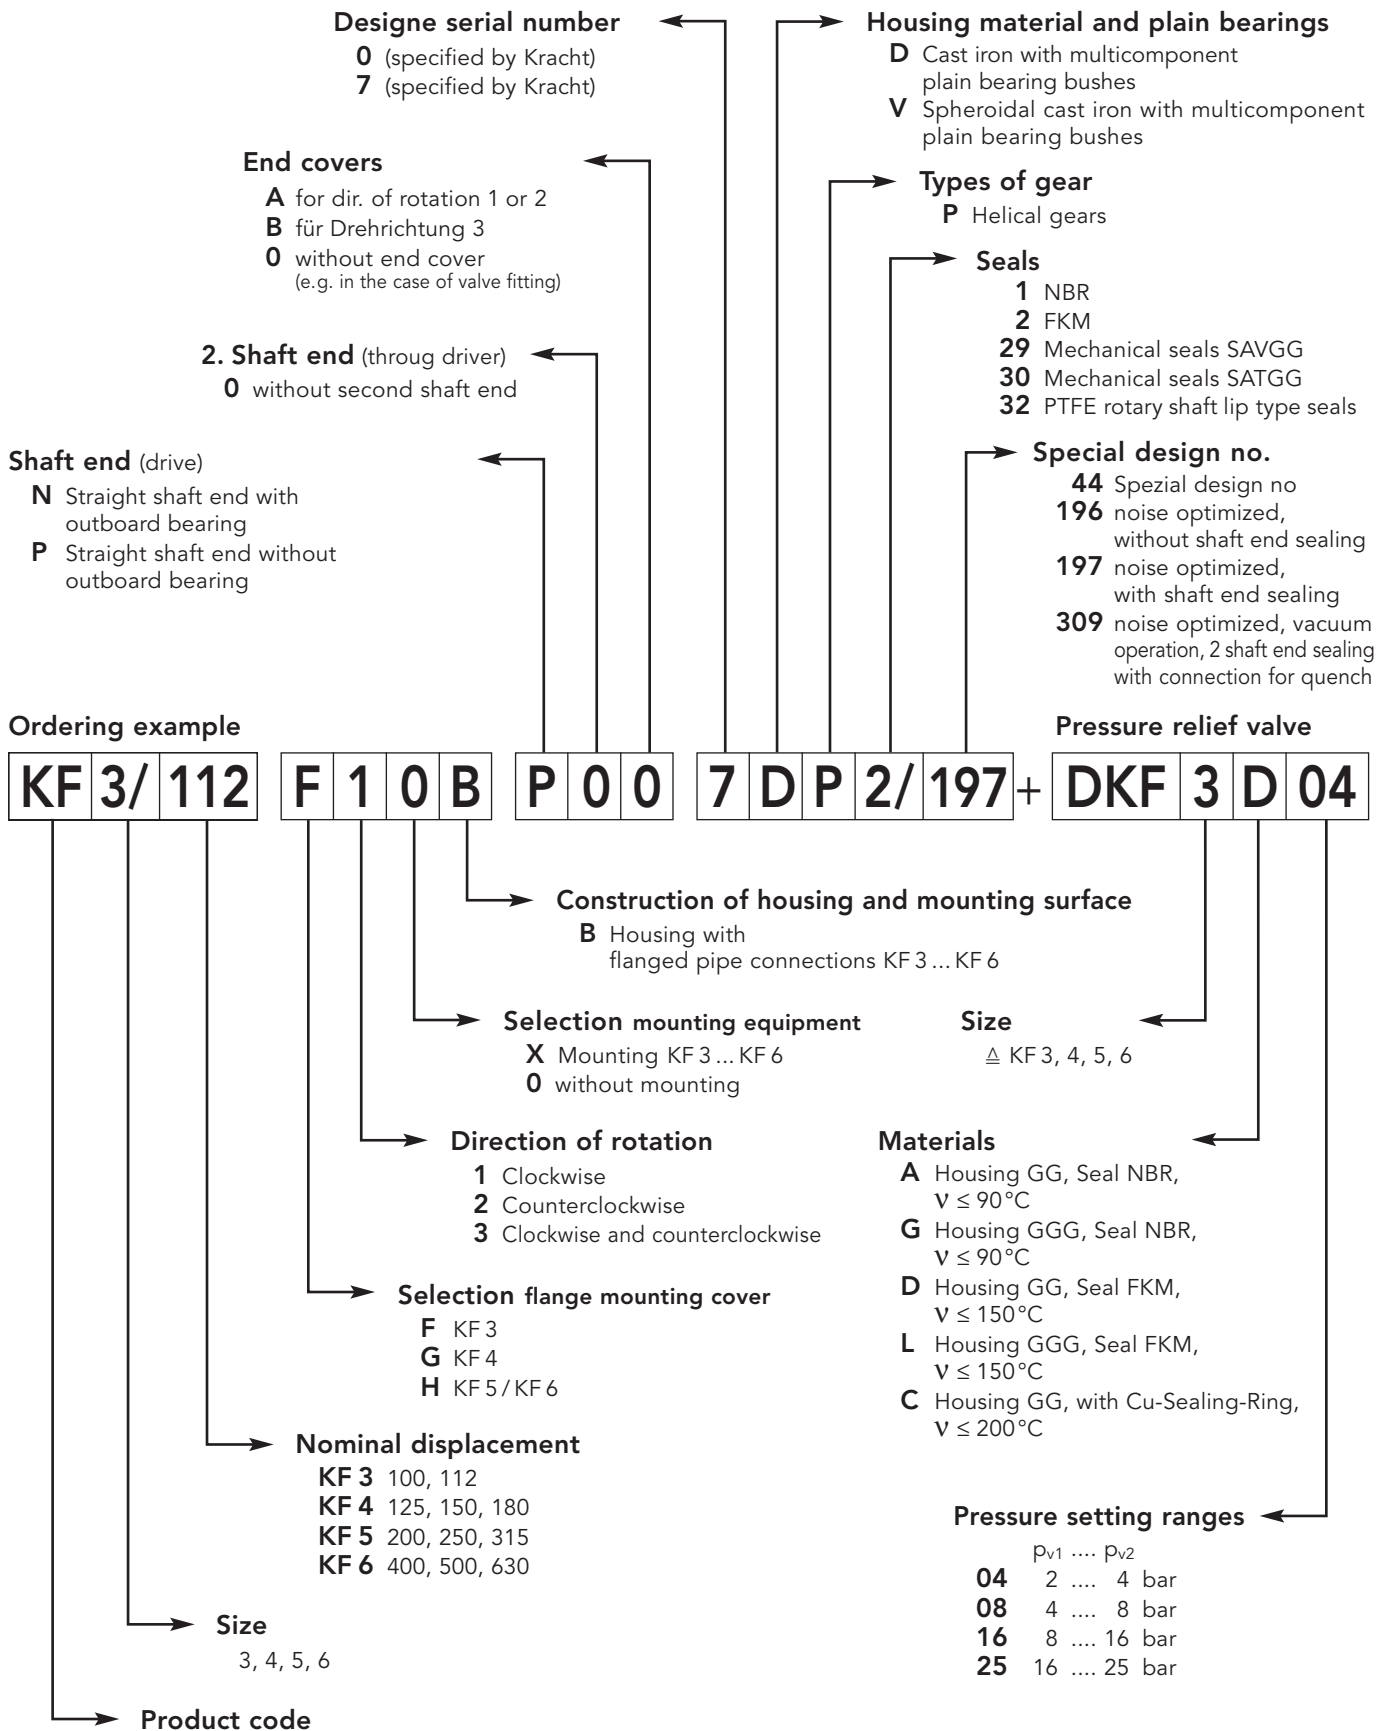 Designe serial number
0 (specified by Kracht)
7 (specified by Kracht)
End covers
A for dir. of rotation 1 or 2
B für Drehrichtung 3
0 without end cover
(e.g. in the case of valve fitting)
2. Shaft end (throug driver)
0 without second shaft end
Shaft end (drive)
N Straight shaft end with
outboard bearing
P Straight shaft end without
outboard bearing
Housing material and plain bearings
D Cast iron with multicomponent
plain bearing bushes
V Spheroidal cast iron with multicomponent
plain bearing bushes
Types of gear
P Helical gears
Seals
1 NBR
2 FKM
29 Mechanical seals SAVGG
30 Mechanical seals SATGG
32 PTFE rotary shaft lip type seals
Special design no.
44 Spezial design no
196 noise optimized,
without shaft end sealing
197 noise optimized,
with shaft end sealing
309 noise optimized, vacuum
operation, 2 shaft end sealing
with connection for quench
Ordering example
Pressure relief valve
KF 3/ 112 F 1 0 B P 0 0 7 D P 2/ 197 + DKF 3 D 04
Construction of housing and mounting surface
B Housing with
flanged pipe connections KF 3 ... KF 6
Selection mounting equipment
X Mounting KF 3 ... KF 6
0 without mounting
Direction of rotation
1 Clockwise
2 Counterclockwise
3 Clockwise and counterclockwise
Selection flange mounting cover
F KF 3
G KF 4
H KF 5 / KF 6
Nominal displacement
KF 3 100, 112
KF 4 125, 150, 180
KF 5 200, 250, 315
KF 6 400, 500, 630
Size
3, 4, 5, 6
Product code
Size
≙ KF 3, 4, 5, 6
Materials
A Housing GG, Seal NBR,
ν ≤ 90 °C
G Housing GGG, Seal NBR,
ν ≤ 90 °C
D Housing GG, Seal FKM,
ν ≤ 150 °C
L Housing GGG, Seal FKM,
ν ≤ 150 °C
C Housing GG, with Cu-Sealing-Ring,
ν ≤ 200 °C
Pressure setting ranges
pv1 .... pv2
04 2 .... 4 bar
08 4 .... 8 bar
16 8 .... 16 bar
25 16 .... 25 bar